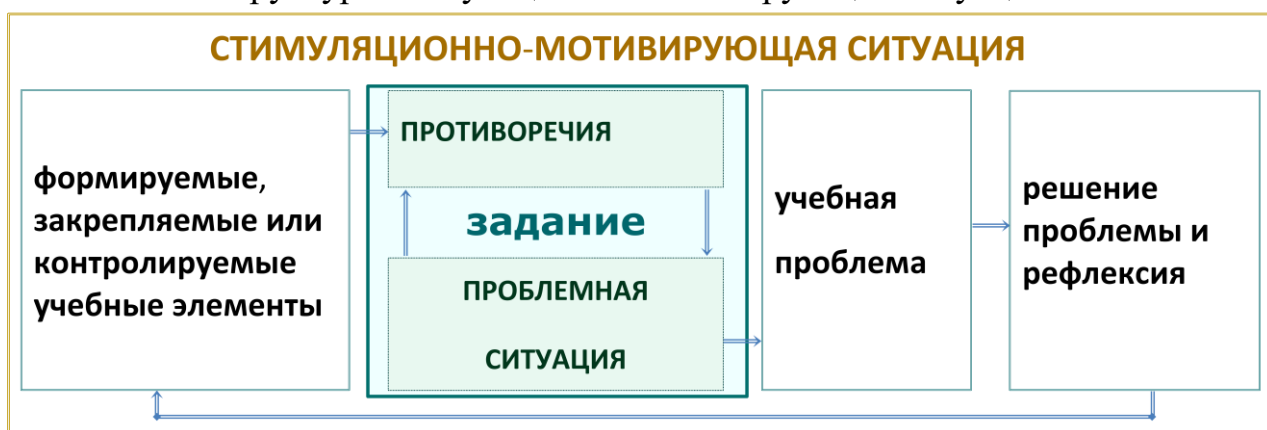 СТИМУЛЯЦИОННО-МОТИВИРУЮЩАЯ СИТУАЦИЯ
формируемые,
закрепляемые или
контролируемые
учебные элементы
ПРОТИВОРЕЧИЯ
задание
ПРОБЛЕМНАЯ
СИТУАЦИЯ
учебная
проблема
решение
проблемы и
рефлексия